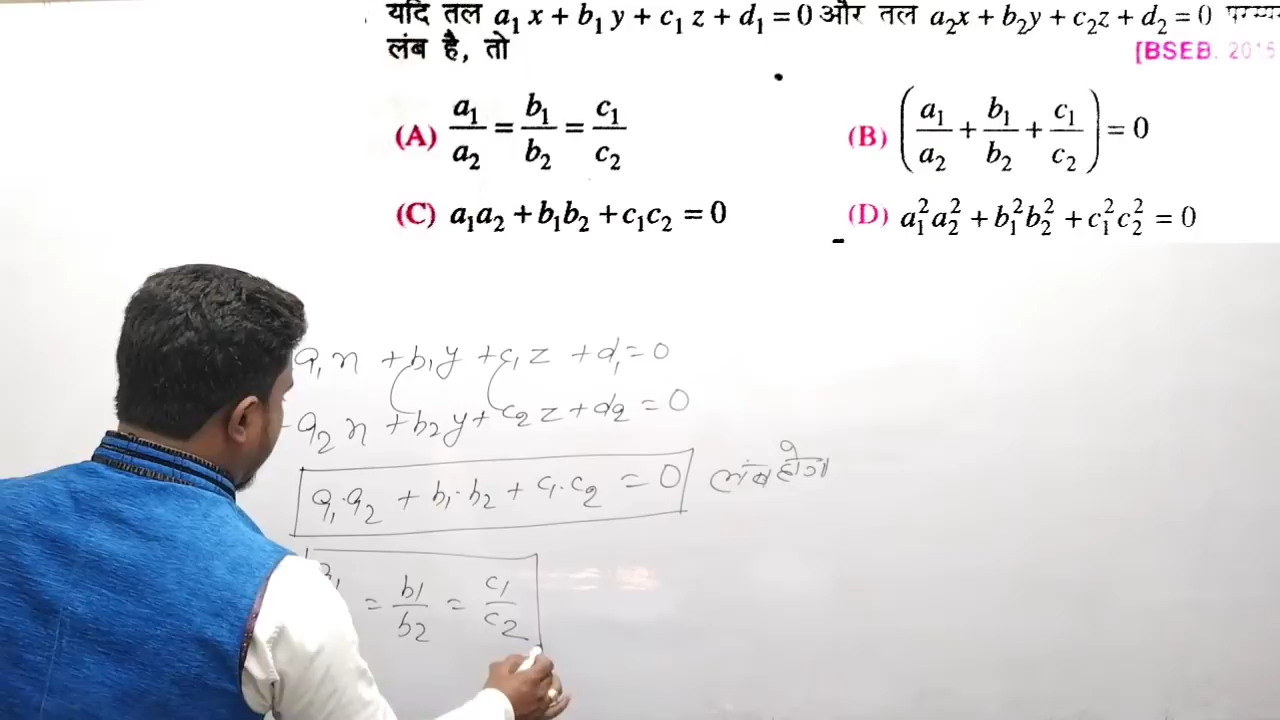 यदि तल a₁x + b₁y + c₁z + d₁ = 0 और तल a₂x + b₂y + c₂z + d₂ = 0
लंब है, तो
[BSEB, 2015
(A) a₁/a₂ = b₁/b₂ = c₁/c₂
(B) (a₁/a₂ + b₁/b₂ + c₁/c₂) = 0
(C) a₁a₂ + b₁b₂ + c₁c₂ = 0
(D) a₁²a₂² + b₁²b₂² + c₁²c₂² = 0
a₁x + b₁y + c₁z + d₁ = 0
a₂x + b₂y + c₂z + d₂ = 0
a₁·a₂ + b₁·b₂ + c₁·c₂ = 0 लंब होगा
= b₁/b₂ = c₁/c₂